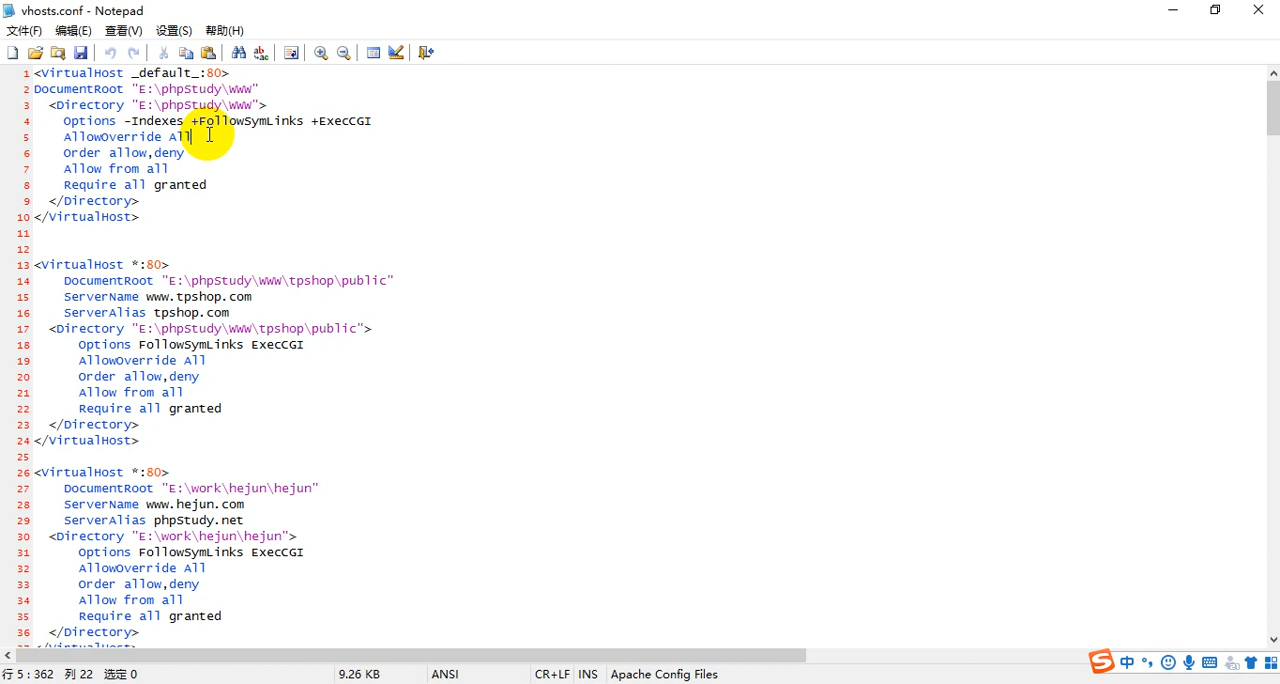 vhosts.conf - Notepad
文件(F) 编辑(E) 查看(V) 设置(S) 帮助(H)
1 <VirtualHost _default_:80>
2 DocumentRoot "E:\phpStudy\WWW"
3 <Directory "E:\phpStudy\WWW">
4 Options -Indexes +FollowSymLinks +ExecCGI
5 AllowOverride All
6 Order allow,deny
7 Allow from all
8 Require all granted
9 </Directory>
10 </VirtualHost>
11
12
13 <VirtualHost *:80>
14 DocumentRoot "E:\phpStudy\WWW\tpshop\public"
15 ServerName www.tpshop.com
16 ServerAlias tpshop.com
17 <Directory "E:\phpStudy\WWW\tpshop\public">
18 Options FollowSymLinks ExecCGI
19 AllowOverride All
20 Order allow,deny
21 Allow from all
22 Require all granted
23 </Directory>
24 </VirtualHost>
25
26 <VirtualHost *:80>
27 DocumentRoot "E:\work\hejun\hejun"
28 ServerName www.hejun.com
29 ServerAlias phpStudy.net
30 <Directory "E:\work\hejun\hejun">
31 Options FollowSymLinks ExecCGI
32 AllowOverride All
33 Order allow,deny
34 Allow from all
35 Require all granted
36 </Directory>
37 </VirtualHost>
S 中
行 5 : 362 列 22 选定 0 9.26 KB ANSI CR+LF INS Apache Config Files